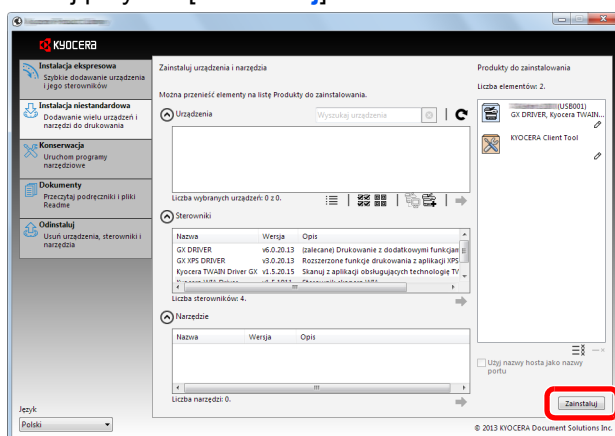 KYOCERA
Instalacja ekspresowa
Szybkie dodawanie urządzenia
i jego sterowników
Instalacja niestandardowa
Dodawanie wielu urządzeń i
narzędzi do drukowania
Konserwacja
Uruchom programy
narzędziowe
Dokumenty
Przeczytaj podręczniki i pliki
Readme
Odinstaluj
Usuń urządzenia, sterowniki i
narzędzia
Język
Polski
Zainstaluj urządzenia i narzędzia
Można przenieść elementy na listę Produkty do zainstalowania.
Urządzenia
Wyszukaj urządzenie
Liczba wybranych urządzeń: 0 z 0.
Sterowniki
Nazwa Wersja Opis
GX DRIVER v6.0.20.13 (zalecane) Drukowanie z dodatkowymi funkcjam
GX XPS DRIVER v3.0.20.13 Rozszerzone funkcje drukowania z aplikacji XPS
Kyocera TWAIN Driver GX v1.5.20.15 Skanuj z aplikacji obsługujących technologię TV
Liczba sterowników: 4.
Narzędzie
Nazwa Wersja Opis
Liczba narzędzi: 0.
Produkty do zainstalowania
Liczba elementów: 2.
(USB001)
GX DRIVER, Kyocera TWAIN...
KYOCERA Client Tool
Użyj nazwy hosta jako nazwy
portu
Zainstaluj
© 2013 KYOCERA Document Solutions Inc.